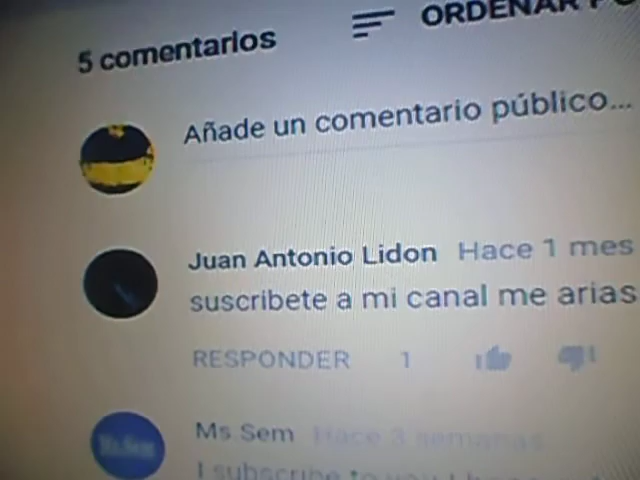 5 comentarios
ORDENAR PO
Añade un comentario público...
Juan Antonio Lidon Hace 1 mes
suscribete a mi canal me arias
RESPONDER 1
Ms Sem Hace 3 semanas
I subscribe to you I